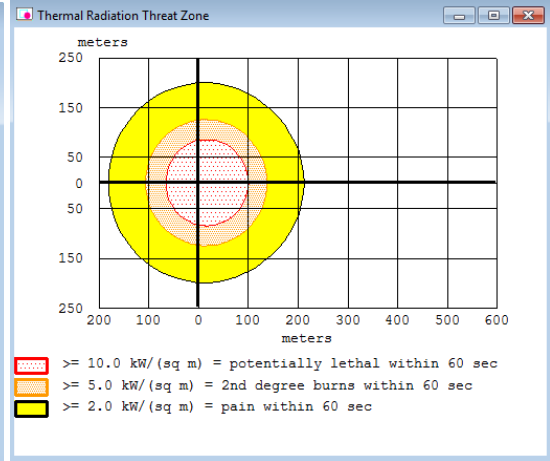 Thermal Radiation Threat Zone
meters
250
150
50
0
50
150
250
200 100 0 100 200 300 400 500 600
meters
>= 10.0 kW/(sq m) = potentially lethal within 60 sec
>= 5.0 kW/(sq m) = 2nd degree burns within 60 sec
>= 2.0 kW/(sq m) = pain within 60 sec